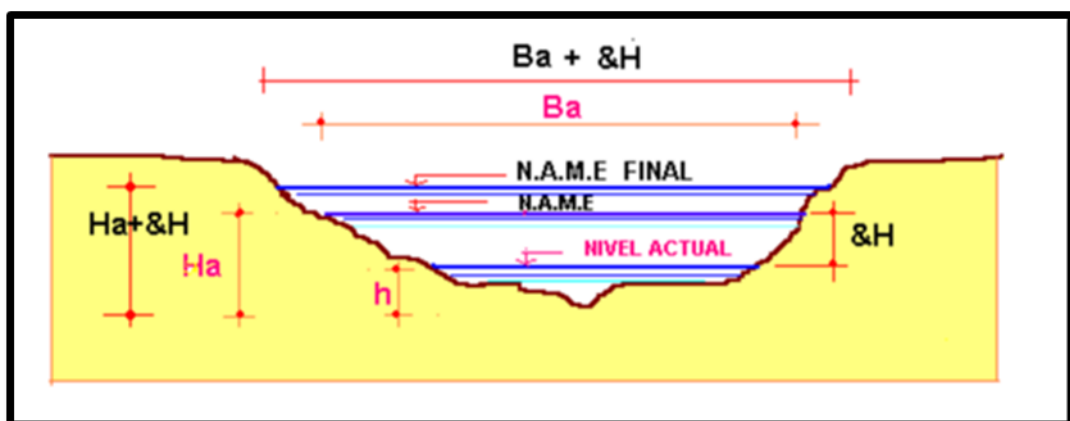 Ba + &H
Ba
N.A.M.E FINAL
N.A.M.E
Ha+&H
&H
NIVEL ACTUAL
Ha
h